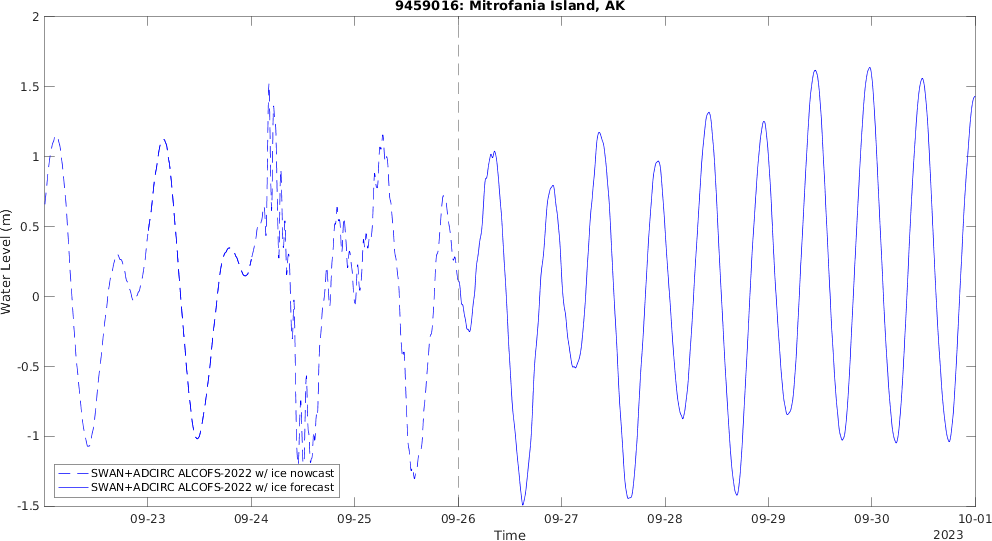 9459016: Mitrofania Island, AK
2
1.5
1
0.5
0
-0.5
-1
-1.5
Water Level (m)
SWAN+ADCIRC ALCOFS-2022 w/ ice nowcast
SWAN+ADCIRC ALCOFS-2022 w/ ice forecast
09-23 09-24 09-25 09-26 09-27 09-28 09-29 09-30 10-01
Time
2023